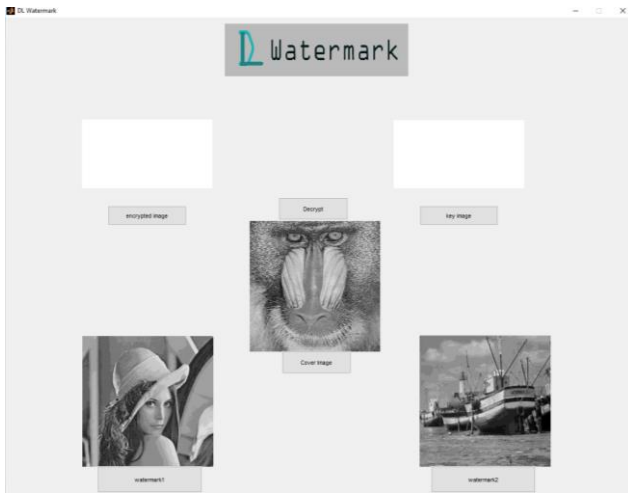 DL Watermark
DL Watermark
encrypted image
Decrypt
key image
Cover image
watermark1
watermark2